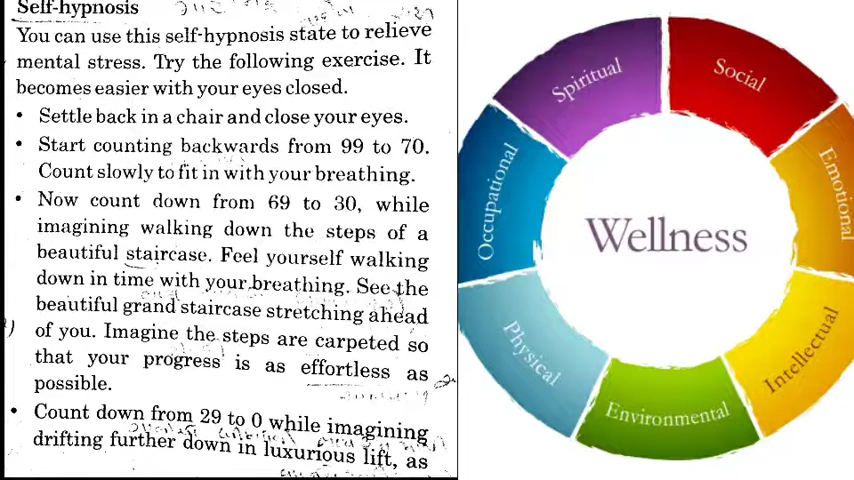 Self-hypnosis
You can use this self-hypnosis state to relieve
mental stress. Try the following exercise. It
becomes easier with your eyes closed.
• Settle back in a chair and close your eyes.
• Start counting backwards from 99 to 70.
Count slowly to fit in with your breathing.
• Now count down from 69 to 30, while
imagining walking down the steps of a
beautiful staircase. Feel yourself walking
down in time with your breathing. See the
beautiful grand staircase stretching ahead
of you. Imagine the steps are carpeted so
that your progress is as effortless as
possible.
• Count down from 29 to 0 while imagining
drifting further down in luxurious lift, as
Spiritual
Social
Occupational
Emotional
Wellness
Physical
Intellectual
Environmental